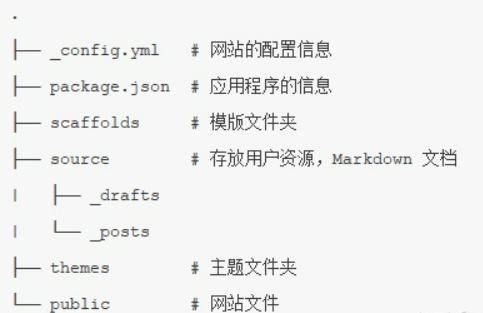 .
├── _config.yml # 网站的配置信息
├── package.json # 应用程序的信息
├── scaffolds # 模版文件夹
├── source # 存放用户资源，Markdown 文档
|   ├── _drafts
|   └── _posts
├── themes # 主题文件夹
└── public # 网站文件